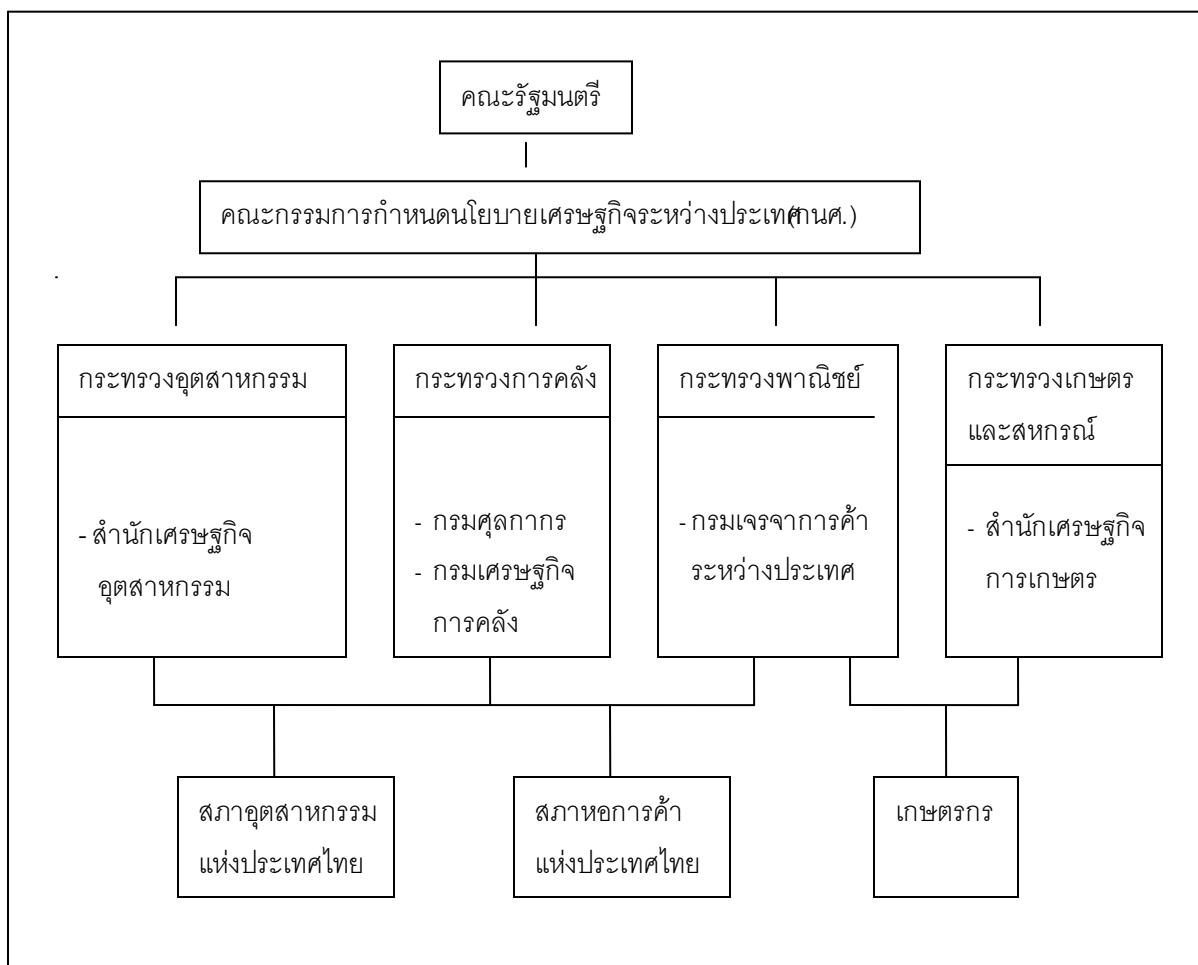 คณะรัฐมนตรี
คณะกรรมการกำหนดนโยบายเศรษฐกิจระหว่างประเทศ(กนศ.)
กระทรวงอุตสาหกรรม
- สำนักเศรษฐกิจ
อุตสาหกรรม
กระทรวงการคลัง
- กรมศุลกากร
- กรมเศรษฐกิจ
การคลัง
กระทรวงพาณิชย์
- กรมเจรจาการค้า
ระหว่างประเทศ
กระทรวงเกษตร
และสหกรณ์
- สำนักเศรษฐกิจ
การเกษตร
สภาอุตสาหกรรม
แห่งประเทศไทย
สภาหอการค้า
แห่งประเทศไทย
เกษตรกร